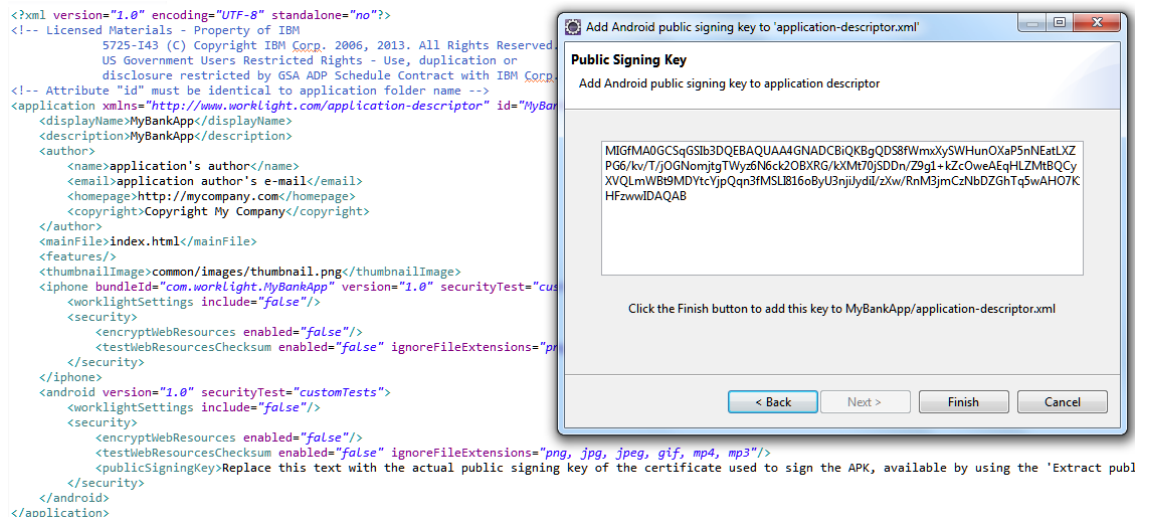 <?xml version="1.0" encoding="UTF-8" standalone="no"?>
<!-- Licensed Materials - Property of IBM
5725-I43 (C) Copyright IBM Corp. 2006, 2013. All Rights Reserved.
US Government Users Restricted Rights - Use, duplication or
disclosure restricted by GSA ADP Schedule Contract with IBM Corp.
<!-- Attribute "id" must be identical to application folder name -->
<application xmlns="http://www.worklight.com/application-descriptor" id="MyBan
<displayName>MyBankApp</displayName>
<description>MyBankApp</description>
<author>
<name>application's author</name>
<email>application author's e-mail</email>
<homepage>http://mycompany.com</homepage>
<copyright>Copyright My Company</copyright>
</author>
<mainFile>index.html</mainFile>
<features/>
<thumbnailImage>common/images/thumbnail.png</thumbnailImage>
<iphone bundleId="com.worklight.MyBankApp" version="1.0" securityTest="cus
<worklightSettings include="false"/>
<security>
<encryptWebResources enabled="false"/>
<testWebResourcesChecksum enabled="false" ignoreFileExtensions="pn
</security>
</iphone>
<android version="1.0" securityTest="customTests">
<worklightSettings include="false"/>
<security>
<encryptWebResources enabled="false"/>
<testWebResourcesChecksum enabled="false" ignoreFileExtensions="png, jpg, jpeg, gif, mp4, mp3"/>
<publicSigningKey>Replace this text with the actual public signing key of the certificate used to sign the APK, available by using the 'Extract publ
</security>
</android>
</application>
Add Android public signing key to 'application-descriptor.xml'
Public Signing Key
Add Android public signing key to application descriptor
MIGfMA0GCSqGSIb3DQEBAQUAA4GNADCBiQKBgQDS8fWmxXySWHunOXaP5nNEatLXZ
PG6/kv/T/jOGNomjtgTWyz6N6ck2OBXRG/kXMt70jSDDn/Z9g1+kZcOweAEqHLZMtBQCy
XVQLmWBt9MDYtcYjpQqn3fMSLI816oByU3njiJydiI/zXw/RnM3jmCzNbDZGhTq5wAHO7K
HFzwwIDAQAB
Click the Finish button to add this key to MyBankApp/application-descriptor.xml
< Back
Next >
Finish
Cancel